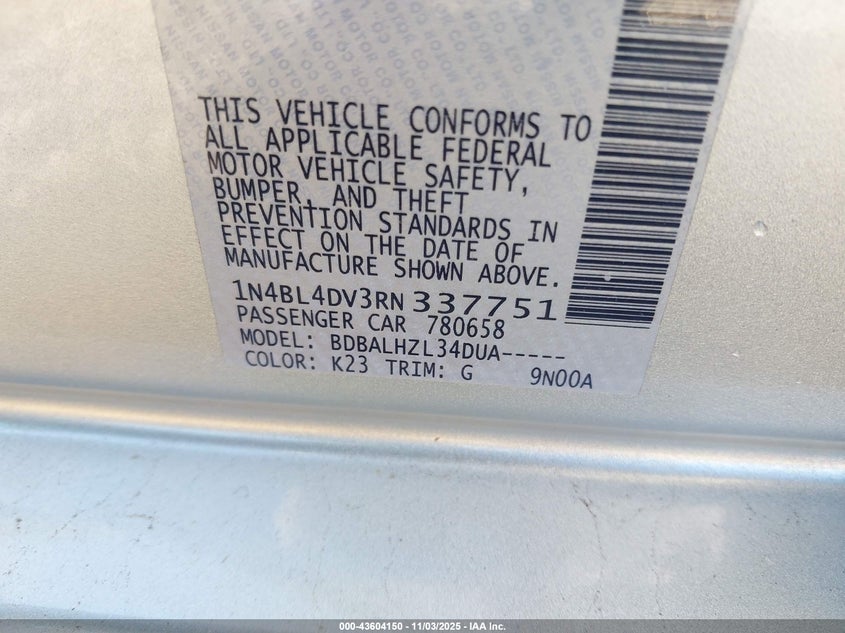 THIS VEHICLE CONFORMS TO
ALL APPLICABLE FEDERAL
MOTOR VEHICLE SAFETY,
BUMPER, AND THEFT
PREVENTION STANDARDS IN
EFFECT ON THE DATE OF
MANUFACTURE SHOWN ABOVE.
1N4BL4DV3RN337751
PASSENGER CAR 780658
MODEL: BDBALHZL34DUA-----
COLOR: K23 TRIM: G 9N00A
000-43604150 - 11/03/2025 - IAA Inc.